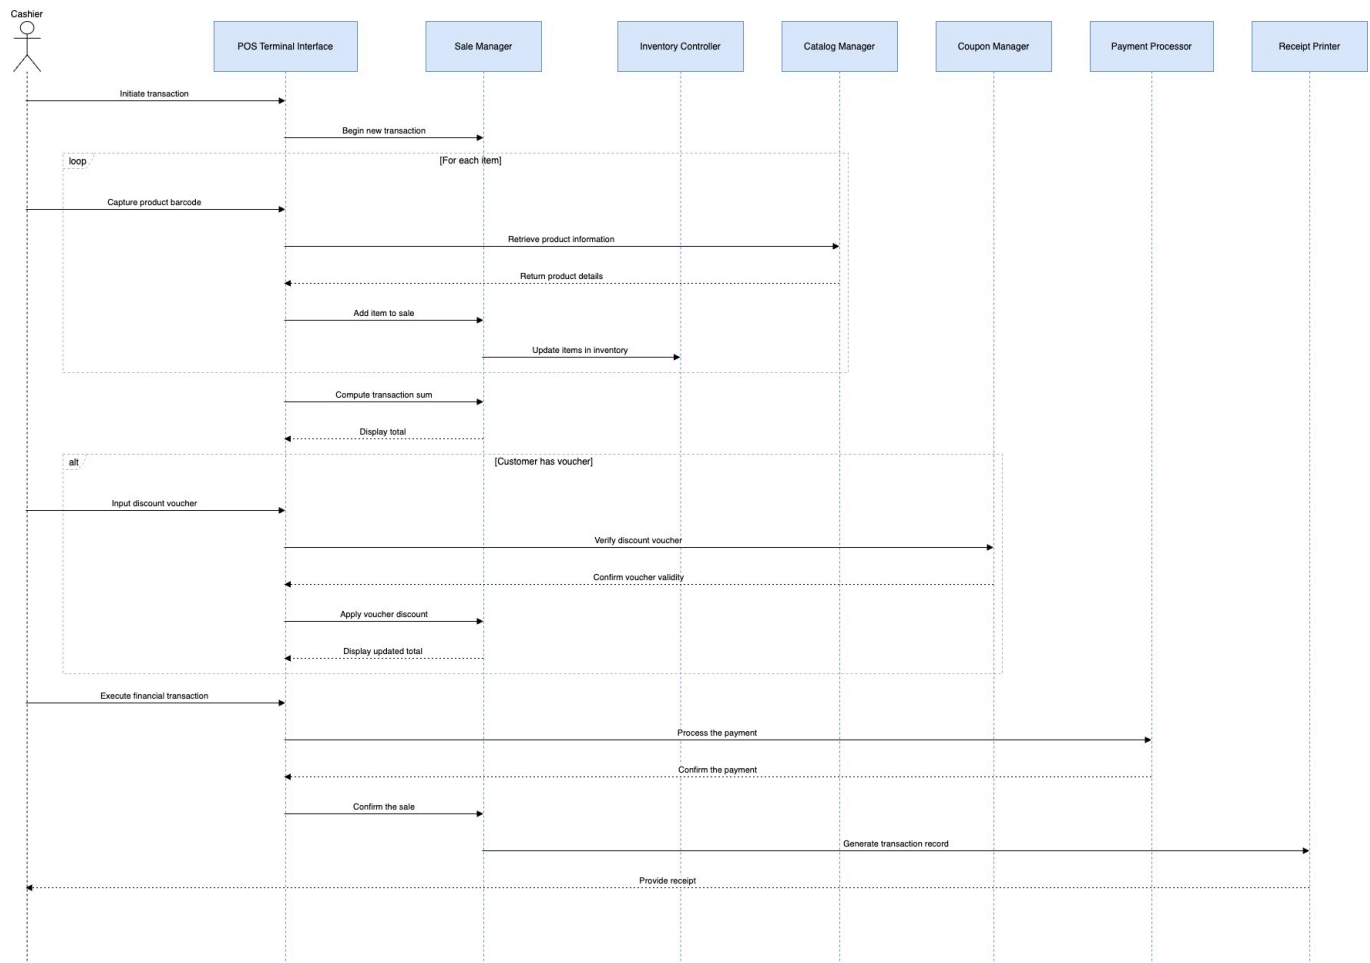 Cashier
POS Terminal Interface
Sale Manager
Inventory Controller
Catalog Manager
Coupon Manager
Payment Processor
Receipt Printer
Initiate transaction
Begin new transaction
loop
[For each item]
Capture product barcode
Retrieve product information
Return product details
Add item to sale
Update items in inventory
Compute transaction sum
Display total
alt
[Customer has voucher]
Input discount voucher
Verify discount voucher
Confirm voucher validity
Apply voucher discount
Display updated total
Execute financial transaction
Process the payment
Confirm the payment
Confirm the sale
Generate transaction record
Provide receipt